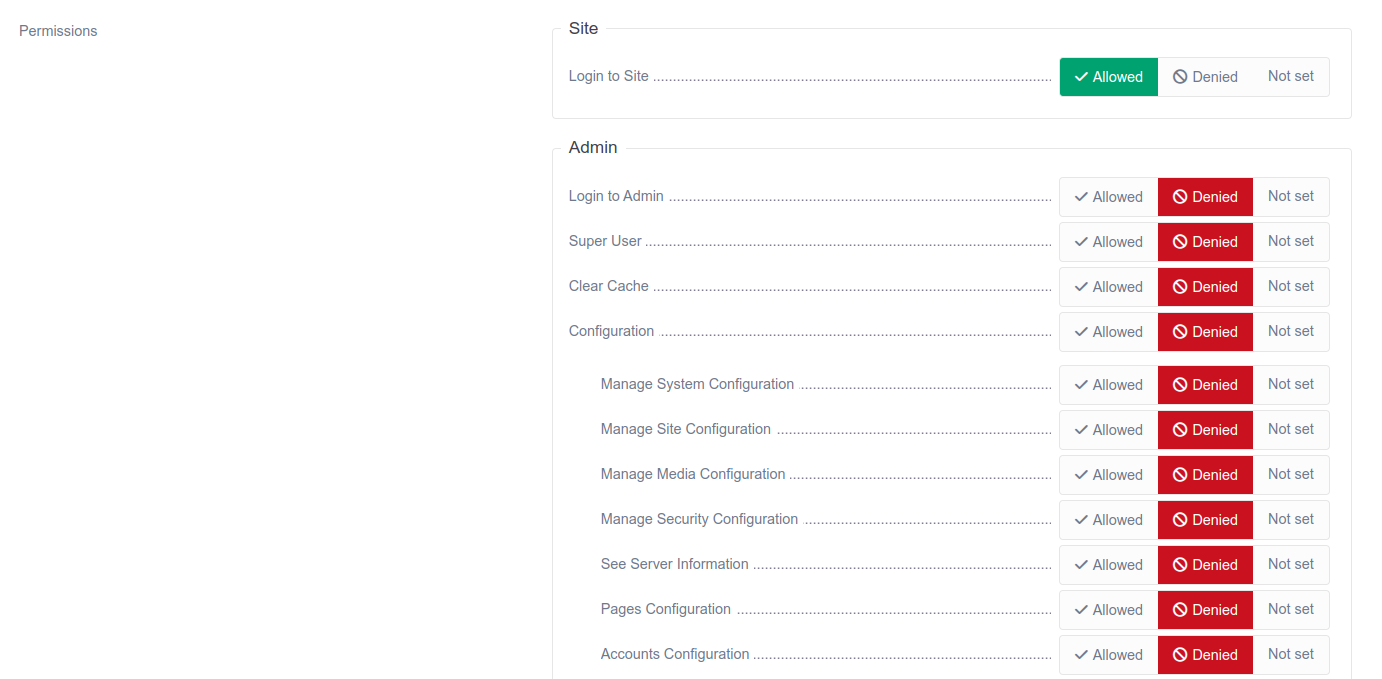 Permissions
Site
Login to Site Allowed Denied Not set
Admin
Login to Admin Allowed Denied Not set
Super User Allowed Denied Not set
Clear Cache Allowed Denied Not set
Configuration Allowed Denied Not set
Manage System Configuration Allowed Denied Not set
Manage Site Configuration Allowed Denied Not set
Manage Media Configuration Allowed Denied Not set
Manage Security Configuration Allowed Denied Not set
See Server Information Allowed Denied Not set
Pages Configuration Allowed Denied Not set
Accounts Configuration Allowed Denied Not set